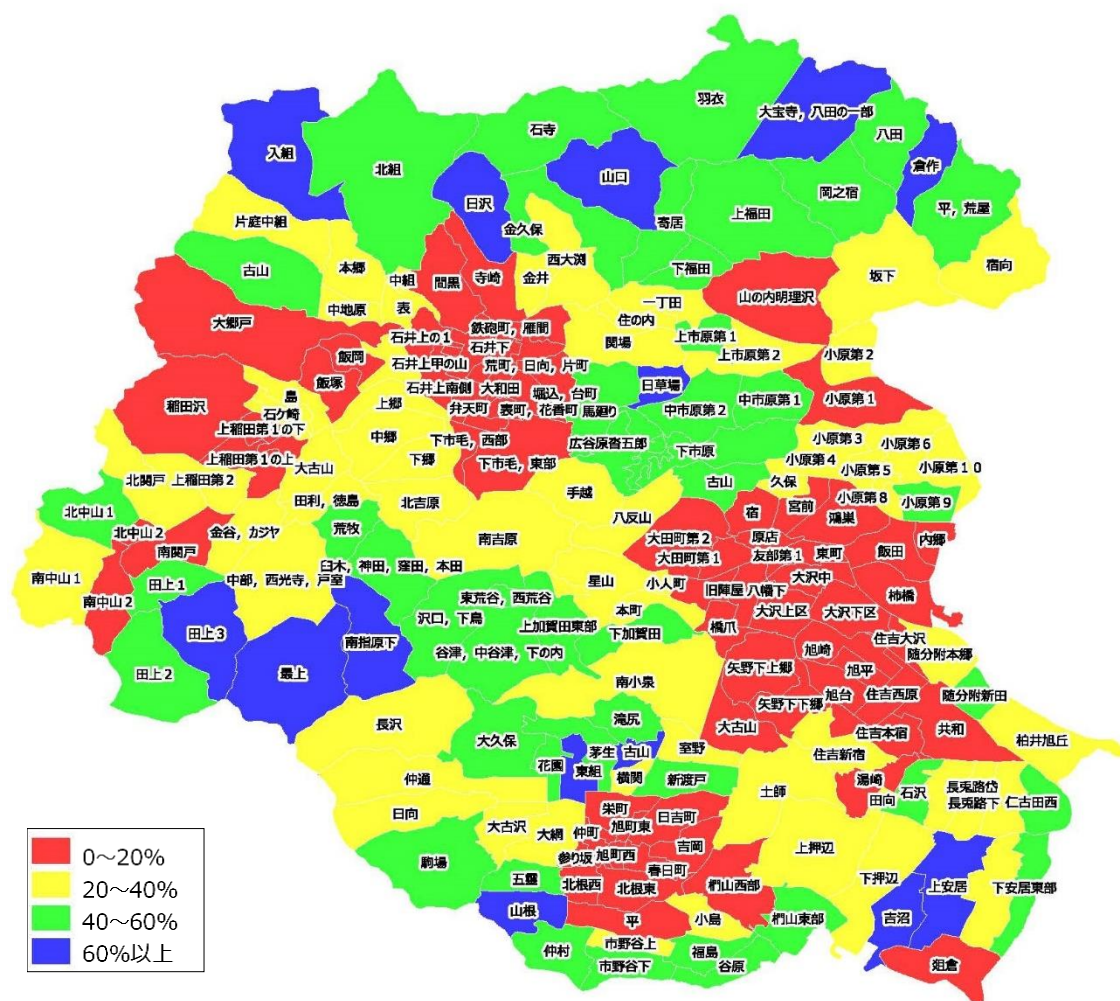 羽衣
大宝寺，八田の一部
石寺
八田
入組
北組
山口
倉作
日沢
岡之宿
平，荒屋
片庭中組
金久保
寄居
上福田
古山
本郷
中組
間黒
寺崎
金井
西大渕
下福田
坂下
宿向
大郷戸
中地原
表
一丁田
山の内明理沢
石井上の１
鉄砲町，雁間
住の内
飯岡
石井下
関場
上市原第１
飯塚
石井上甲の山
荒町，日向，片町
上市原第２
小原第２
稲田沢
島
石井上南側
大和田
堀込，台町
日草場
石ケ崎
上郷
弁天町
表町，花香町
馬廻り
中市原第２
中市原第１
小原第１
上稲田第１の下
中郷
下市毛，西部
広谷原沓五郎
小原第３
小原第６
上稲田第１の上
大古山
下郷
下市毛，東部
下市原
小原第４
小原第５
小原第１０
北関戸
上稲田第２
手越
古山
久保
北中山１
田利，徳島
北吉原
八反山
宿
宮前
小原第８
小原第９
北中山２
金谷，カジヤ
荒牧
南吉原
大田町第２
原店
鴻巣
内郷
南関戸
大田町第１
友部第１
東町
飯田
南中山１
田上１
中部，西光寺，戸室
臼木，神田，窪田，本田
星山
小人町
旧陣屋
八幡下
大沢中
柿橋
南中山２
東荒谷，西荒谷
本町
大沢上区
大沢下区
田上３
南指原下
沢口，下鳥
上加賀田東部
下加賀田
橋爪
住吉大沢
随分附本郷
田上２
最上
谷津，中谷津，下の内
旭崎
矢野下上郷
旭平
南小泉
矢野下下郷
旭台
住吉西原
随分附新田
長沢
滝尻
大古山
住吉本宿
共和
大久保
茅生
古山
室野
住吉新宿
柏井旭丘
花園
東組
横関
新渡戸
土師
湯崎
田向
石沢
長兎路岱
長兎路下
仁古田西
仲通
日向
栄町
日吉町
大古沢
大網
仲町
旭町東
上押辺
駒場
参り坂
旭町西
吉岡
五靈
春日町
下押辺
上安居
下安居東部
北根西
北根東
椚山西部
山根
平
小島
椚山東部
吉沼
仲村
市野谷上
福島
市野谷下
谷原
爼倉
0～20%
20～40%
40～60%
60%以上